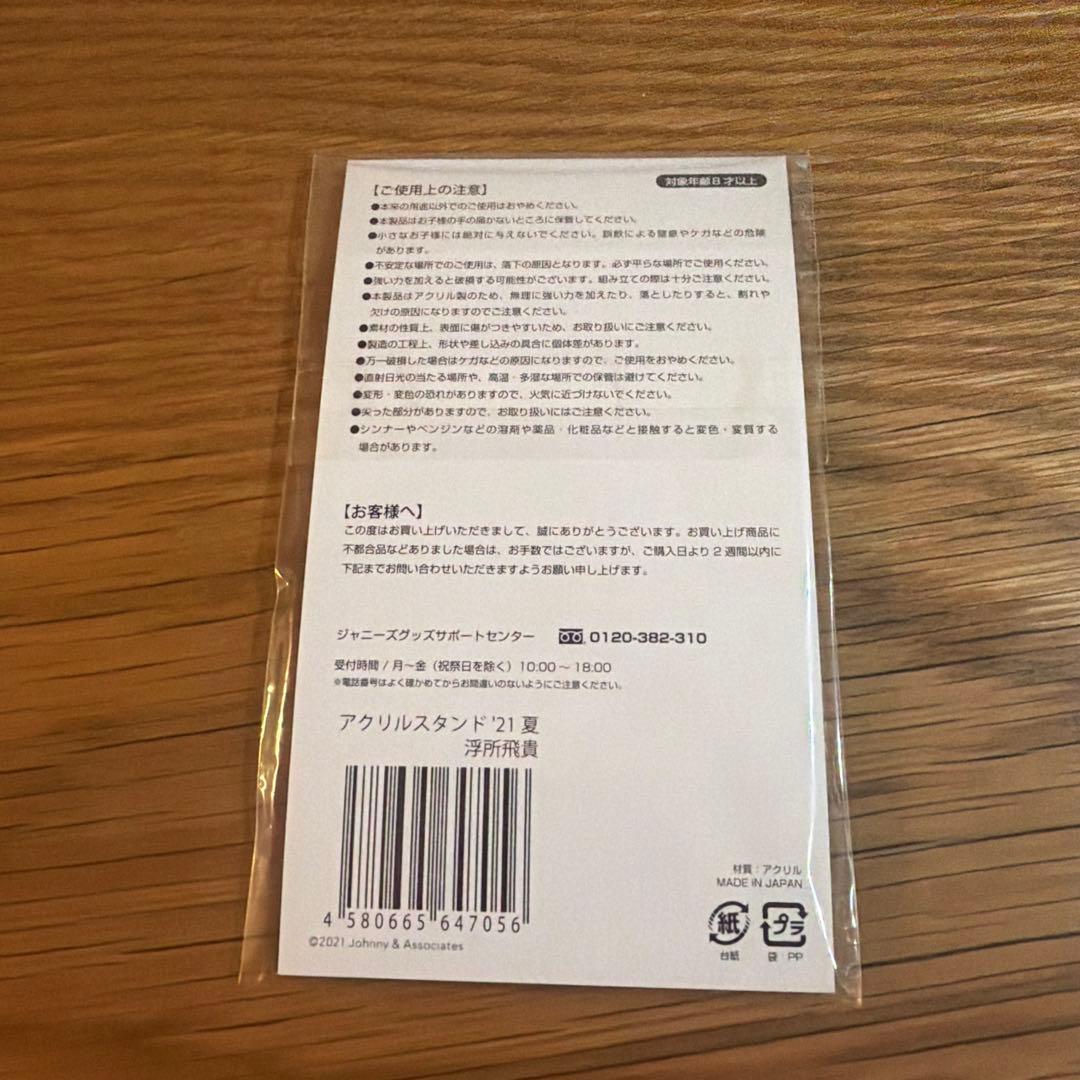 対象年齢8才以上
【ご使用上の注意】
●本来の用途以外でのご使用はおやめください。
●本製品はお子様の手の届かないところに保管してください。
●小さなお子様には絶対に与えないでください。誤飲による窒息やケガなどの危険
があります。
●不安定な場所でのご使用は、落下の原因となります。必ず平らな場所でご使用ください。
●強い力を加えると破損する可能性がございます。組み立ての際は十分ご注意ください。
●本製品はアクリル製のため、無理に強い力を加えたり、落としたりすると、割れや
欠けの原因になりますのでご注意ください。
●素材の性質上、表面に傷がつきやすいため、お取り扱いにご注意ください。
●製造の工程上、形状や差し込みの具合に個体差があります。
●万一破損した場合はケガなどの原因になりますので、ご使用をおやめください。
●直射日光の当たる場所や、高温・多湿な場所での保管は避けてください。
●変形・変色の恐れがありますので、火気に近づけないでください。
●尖った部分がありますので、お取り扱いにはご注意ください。
●シンナーやベンジンなどの溶剤や薬品・化粧品などと接触すると変色・変質する
場合があります。
【お客様へ】
この度はお買い上げいただきまして、誠にありがとうございます。お買い上げ商品に
不都合品などありました場合は、お手数ではございますが、ご購入日より2週間以内に
下記までお問い合わせいただきますようお願い申し上げます。
ジャニーズグッズサポートセンター 0120-382-310
受付時間/月～金（祝祭日を除く）10:00～18:00
※電話番号はよく確かめてからお間違いのないようにご注意ください。
アクリルスタンド'21夏
浮所飛貴
4 580665 647056
©2021 Johnny & Associates
材質：アクリル
MADE IN JAPAN
紙 プラ
台紙 袋 PP